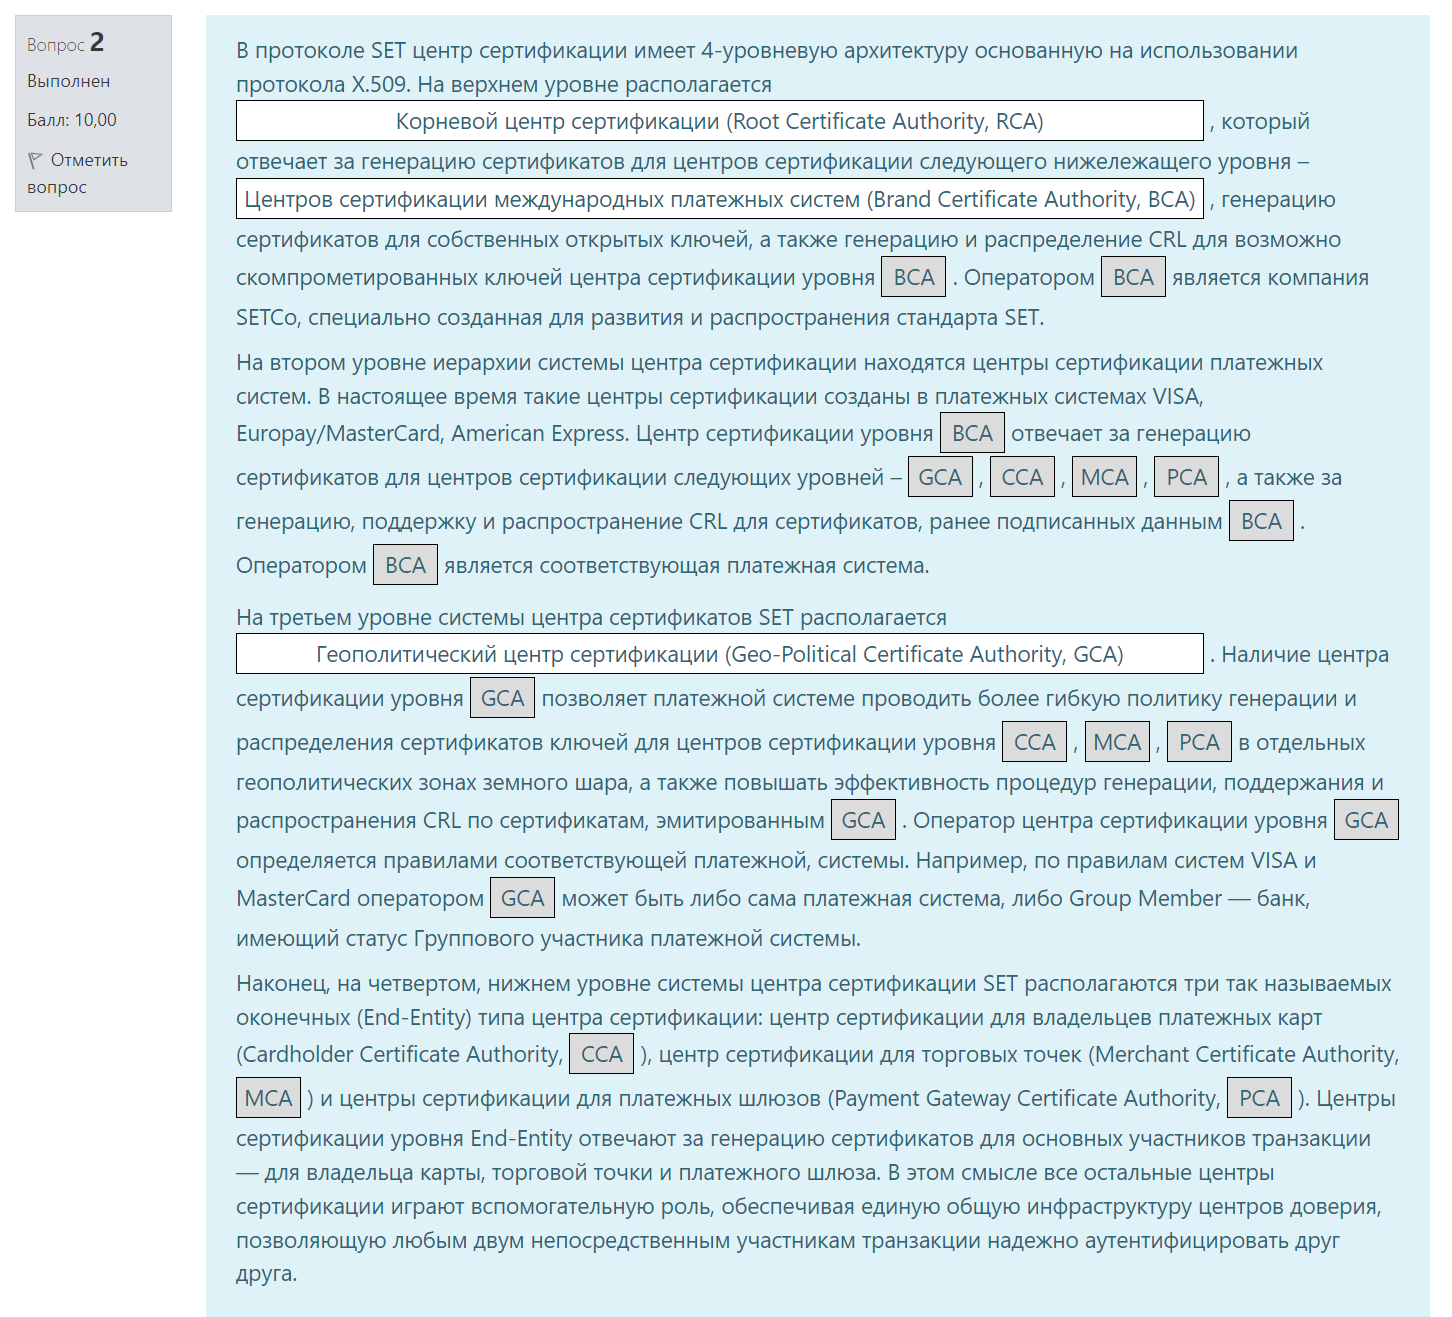 Вопрос 2
Выполнен
Балл: 10,00
Отметить
вопрос
В протоколе SET центр сертификации имеет 4-уровневую архитектуру основанную на использовании
протокола X.509. На верхнем уровне располагается
Корневой центр сертификации (Root Certificate Authority, RCA) , который
отвечает за генерацию сертификатов для центров сертификации следующего нижележащего уровня –
Центров сертификации международных платежных систем (Brand Certificate Authority, BCA) , генерацию
сертификатов для собственных открытых ключей, а также генерацию и распределение CRL для возможно
скомпрометированных ключей центра сертификации уровня BCA . Оператором BCA является компания
SETCo, специально созданная для развития и распространения стандарта SET.
На втором уровне иерархии системы центра сертификации находятся центры сертификации платежных
систем. В настоящее время такие центры сертификации созданы в платежных системах VISA,
Europay/MasterCard, American Express. Центр сертификации уровня BCA отвечает за генерацию
сертификатов для центров сертификации следующих уровней – GCA , CCA , MCA , PCA , а также за
генерацию, поддержку и распространение CRL для сертификатов, ранее подписанных данным BCA .
Оператором BCA является соответствующая платежная система.
На третьем уровне системы центра сертификатов SET располагается
Геополитический центр сертификации (Geo-Political Certificate Authority, GCA) . Наличие центра
сертификации уровня GCA позволяет платежной системе проводить более гибкую политику генерации и
распределения сертификатов ключей для центров сертификации уровня CCA , MCA , PCA в отдельных
геополитических зонах земного шара, а также повышать эффективность процедур генерации, поддержания и
распространения CRL по сертификатам, эмитированным GCA . Оператор центра сертификации уровня GCA
определяется правилами соответствующей платежной, системы. Например, по правилам систем VISA и
MasterCard оператором GCA может быть либо сама платежная система, либо Group Member — банк,
имеющий статус Группового участника платежной системы.
Наконец, на четвертом, нижнем уровне системы центра сертификации SET располагаются три так называемых
оконечных (End-Entity) типа центра сертификации: центр сертификации для владельцев платежных карт
(Cardholder Certificate Authority, CCA ), центр сертификации для торговых точек (Merchant Certificate Authority,
MCA ) и центры сертификации для платежных шлюзов (Payment Gateway Certificate Authority, PCA ). Центры
сертификации уровня End-Entity отвечают за генерацию сертификатов для основных участников транзакции
— для владельца карты, торговой точки и платежного шлюза. В этом смысле все остальные центры
сертификации играют вспомогательную роль, обеспечивая единую общую инфраструктуру центров доверия,
позволяющую любым двум непосредственным участникам транзакции надежно аутентифицировать друг
друга.